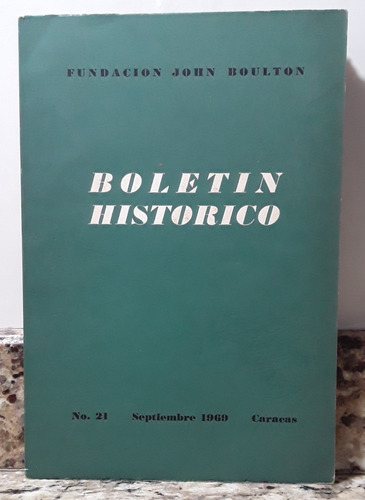 FUNDACION JOHN BOULTON
BOLETIN
HISTORICO
No. 21 Septiembre 1969 Caracas